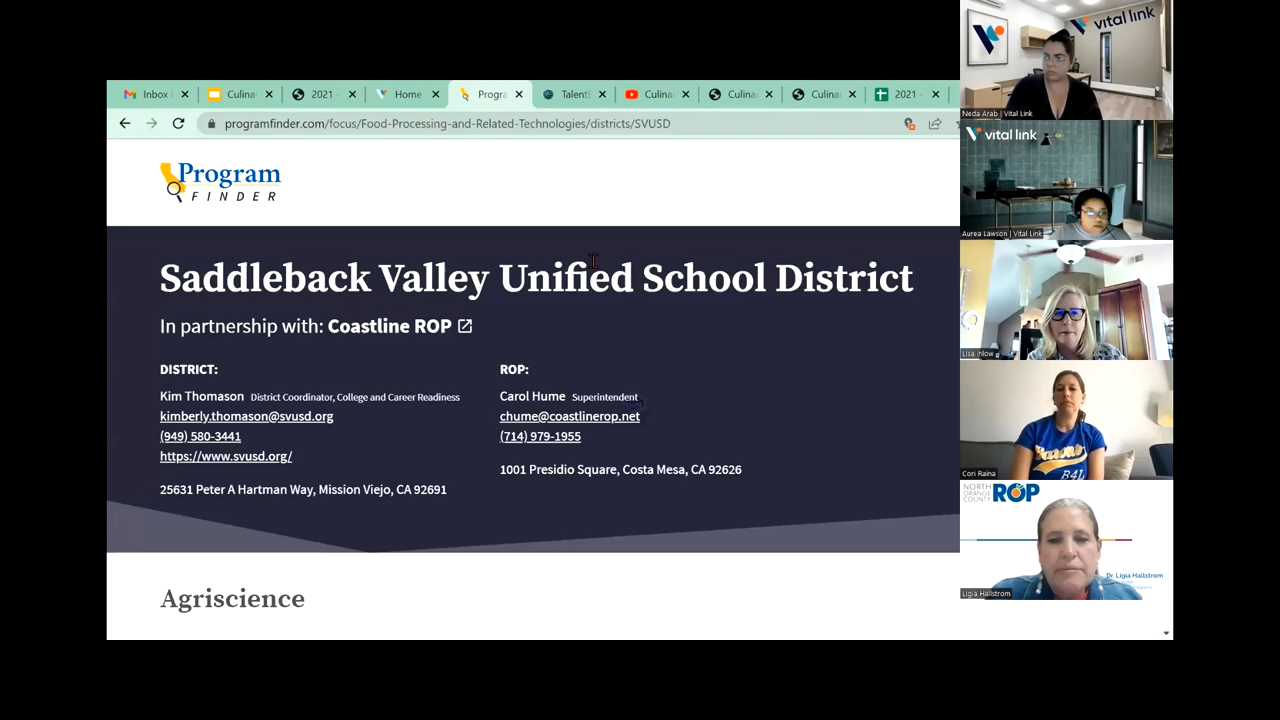 Inbox
Culina
2021 -
Home
Progra
TalentE
Culina
Culina
Culina
2021 -
programfinder.com/focus/Food-Processing-and-Related-Technologies/districts/SVUSD
Program
FINDER
Saddleback Valley Unified School District
In partnership with: Coastline ROP
DISTRICT:
Kim Thomason District Coordinator, College and Career Readiness
kimberly.thomason@svusd.org
(949) 580-3441
https://www.svusd.org/
25631 Peter A Hartman Way, Mission Viejo, CA 92691
ROP:
Carol Hume Superintendent
chume@coastlinerop.net
(714) 979-1955
1001 Presidio Square, Costa Mesa, CA 92626
Agriscience
vital link
Neda Arab | Vital Link
vital link
Aurea Lawson | Vital Link
Lisa Inlow
Cori Raina
NORTH
ORANGE
COUNTY
ROP
Dr. Ligia Hallstrom
Ligia Hallstrom